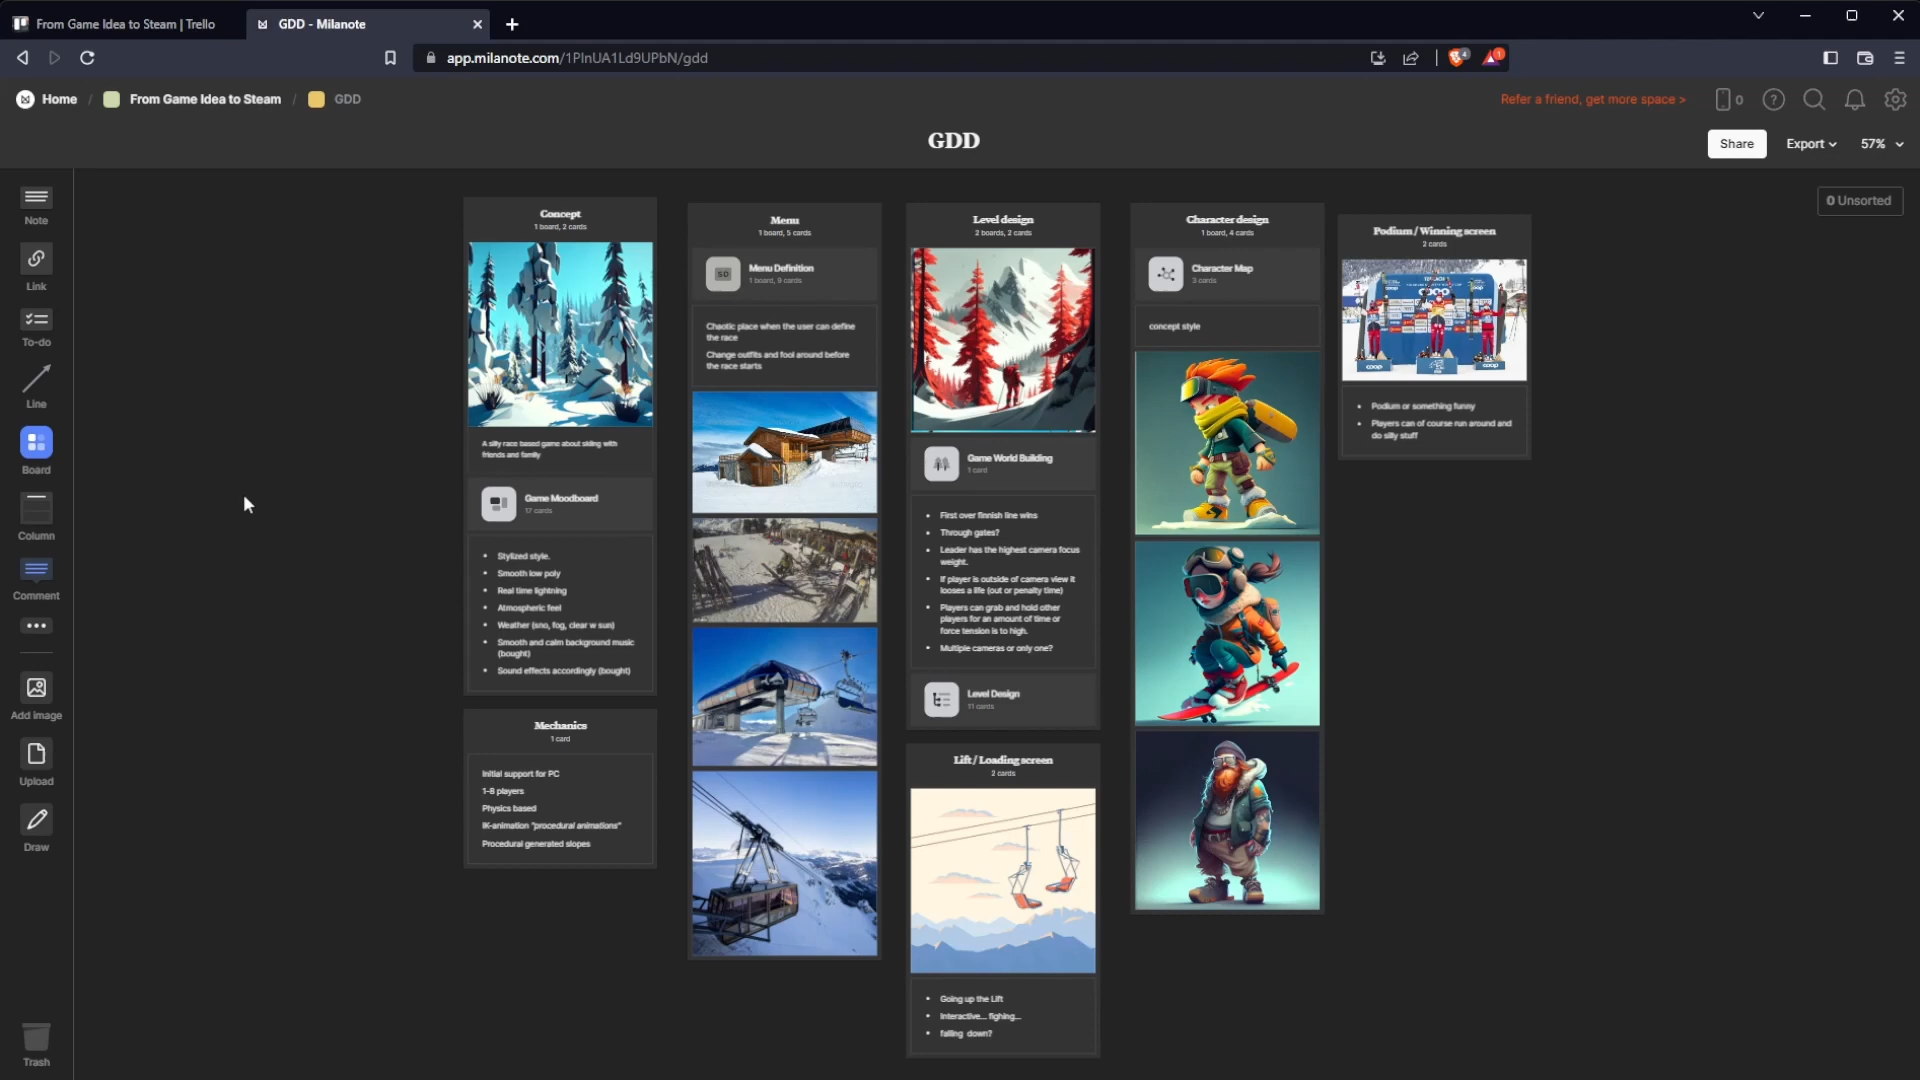 From Game Idea to Steam | Trello
GDD - Milanote
app.milanote.com/1PlnUA1Ld9UPbN/gdd
4
1
Home / From Game Idea to Steam / GDD
Refer a friend, get more space >
0
GDD
Share
Export
57%
0 Unsorted
Note
Link
To-do
Line
Board
Column
Comment
Add image
Upload
Draw
Trash
Concept
1 board, 2 cards
A silly race based game about skiing with
friends and family
Game Moodboard
17 cards
Stylized style.
Smooth low poly
Real time lightning
Atmospheric feel
Weather (sno, fog, clear w sun)
Smooth and calm background music
(bought)
Sound effects accordingly (bought)
Mechanics
1 card
Initial support for PC
1-8 players
Physics based
IK-animation "procedural animations"
Procedural generated slopes
Menu
1 board, 5 cards
SD
Menu Definition
1 board, 9 cards
Chaotic place when the user can define
the race
Change outfits and fool around before
the race starts
Level design
2 boards, 2 cards
Game World Building
1 card
First over finnish line wins
Through gates?
Leader has the highest camera focus
weight.
If player is outside of camera view it
looses a life (out or penalty time)
Players can grab and hold other
players for an amount of time or
force tension is to high.
Multiple cameras or only one?
Level Design
11 cards
Lift / Loading screen
2 cards
Going up the Lift
Interactive... fighing...
falling down?
Character design
1 board, 4 cards
Character Map
3 cards
concept style
Podium / Winning screen
2 cards
coop
coop
coop
Podium or something funny
Players can of course run around and
do silly stuff